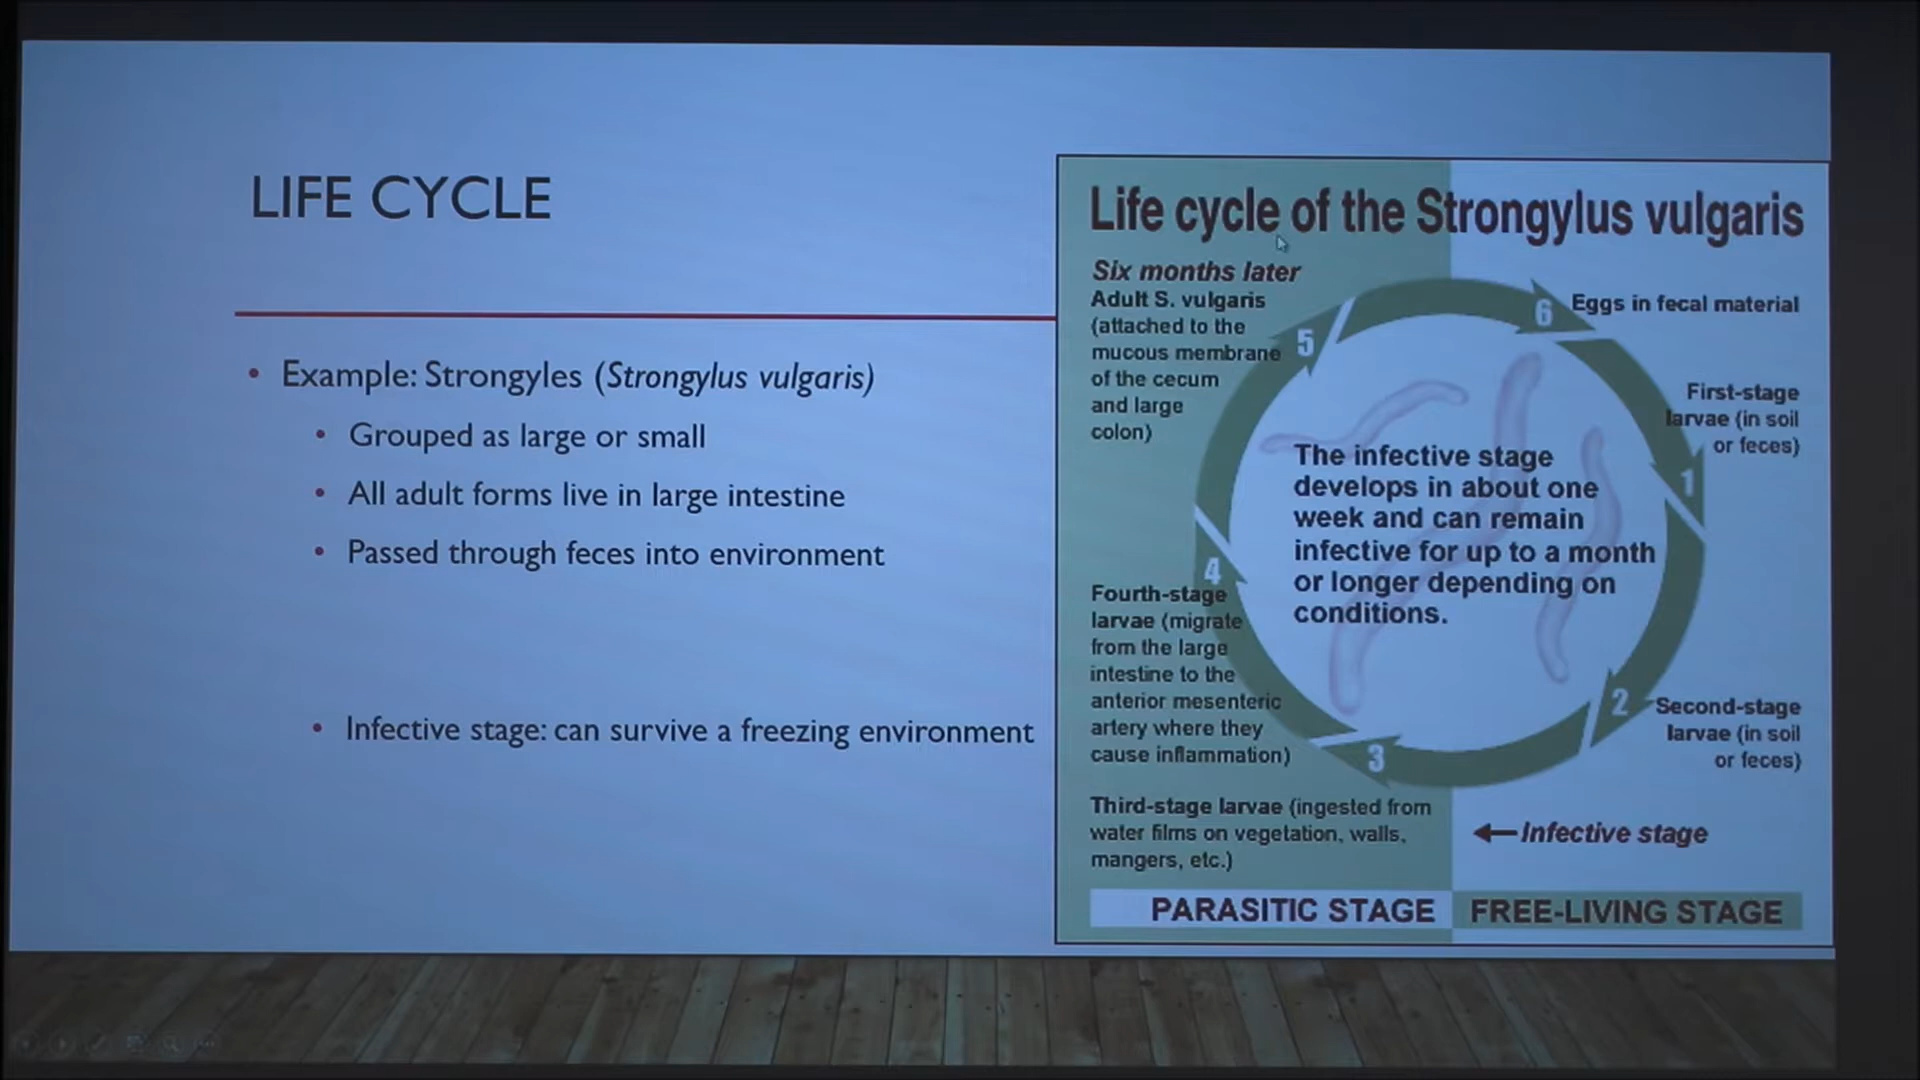 LIFE CYCLE
• Example: Strongyles (Strongylus vulgaris)
• Grouped as large or small
• All adult forms live in large intestine
• Passed through feces into environment
• Infective stage: can survive a freezing environment
Life cycle of the Strongylus vulgaris
Six months later
Adult S. vulgaris
(attached to the
mucous membrane
of the cecum
and large
colon)
5
6
Eggs in fecal material
First-stage
larvae (in soil
or feces)
1
The infective stage
develops in about one
week and can remain
infective for up to a month
or longer depending on
conditions.
4
Fourth-stage
larvae (migrate
from the large
intestine to the
anterior mesenteric
artery where they
cause inflammation)
2
Second-stage
larvae (in soil
or feces)
3
Third-stage larvae (ingested from
water films on vegetation, walls,
mangers, etc.)
Infective stage
PARASITIC STAGE
FREE-LIVING STAGE